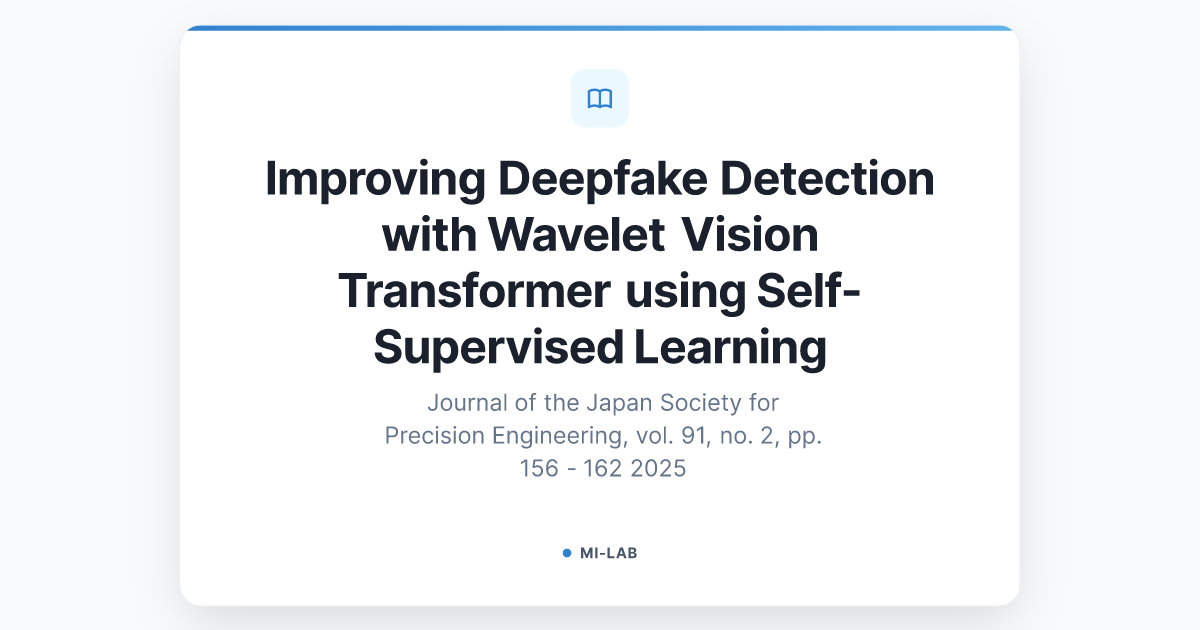 Improving Deepfake Detection
with Wavelet Vision
Transformer using Self-
Supervised Learning
Journal of the Japan Society for
Precision Engineering, vol. 91, no. 2, pp.
156 - 162 2025
MI-LAB